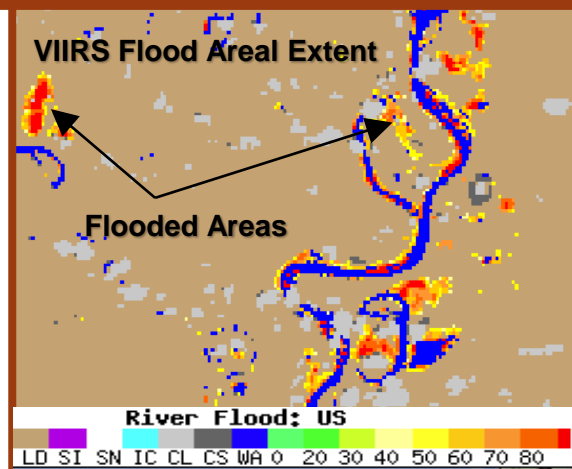 VIIRS Flood Areal Extent
Flooded Areas
River Flood: US
LD SI SN IC CL CS WA 0 20 30 40 50 60 70 80